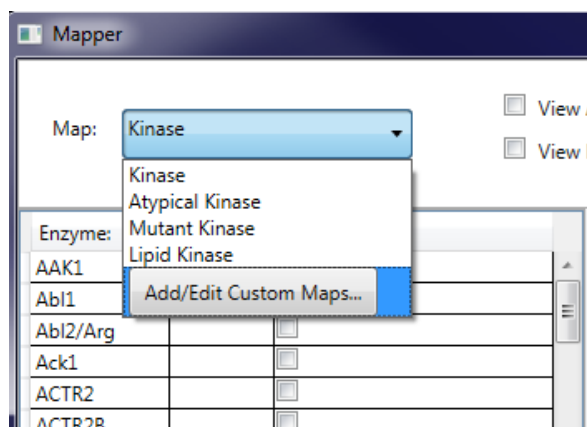 Mapper
Map:
Kinase
View
View
Kinase
Atypical Kinase
Mutant Kinase
Lipid Kinase
Add/Edit Custom Maps...
Enzyme:
AAK1
Abl1
Abl2/Arg
Ack1
ACTR2
ACTR2B